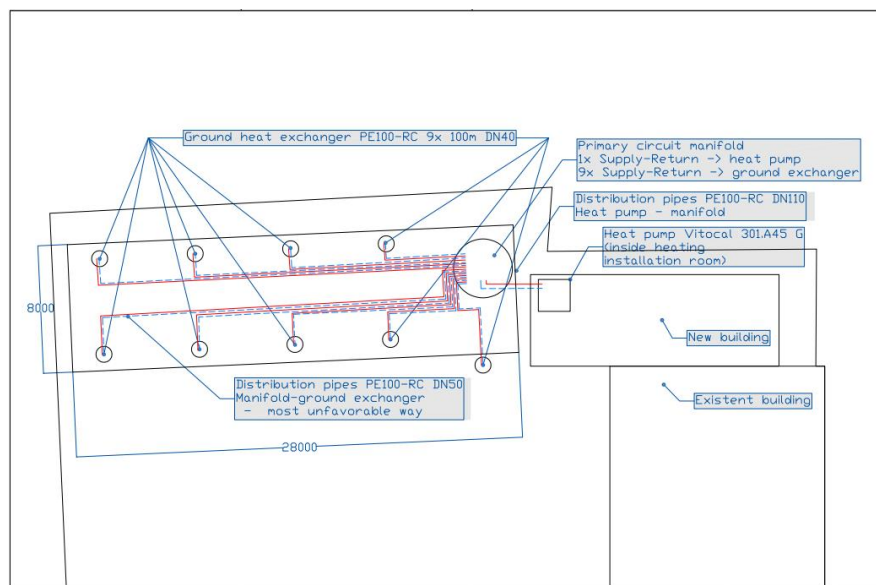 Ground heat exchanger PE100-RC 9x 100m DN40
Primary circuit manifold
1x Supply-Return -> heat pump
9x Supply-Return -> ground exchanger
Distribution pipes PE100-RC DN110
Heat pump - manifold
Heat pump Vitocal 301.A45 G
(inside heating
installation room)
8000
New building
Distribution pipes PE100-RC DN50
Manifold-ground exchanger
- most unfavorable way
Existent building
28000